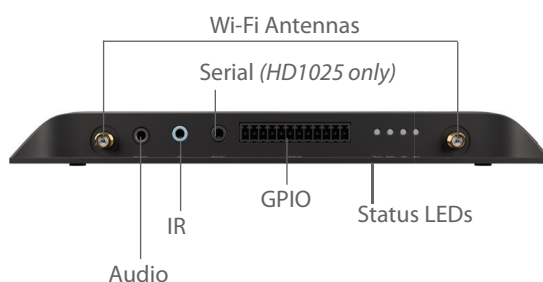 Wi-Fi Antennas
Serial (HD1025 only)
GPIO
Status LEDs
IR
Audio